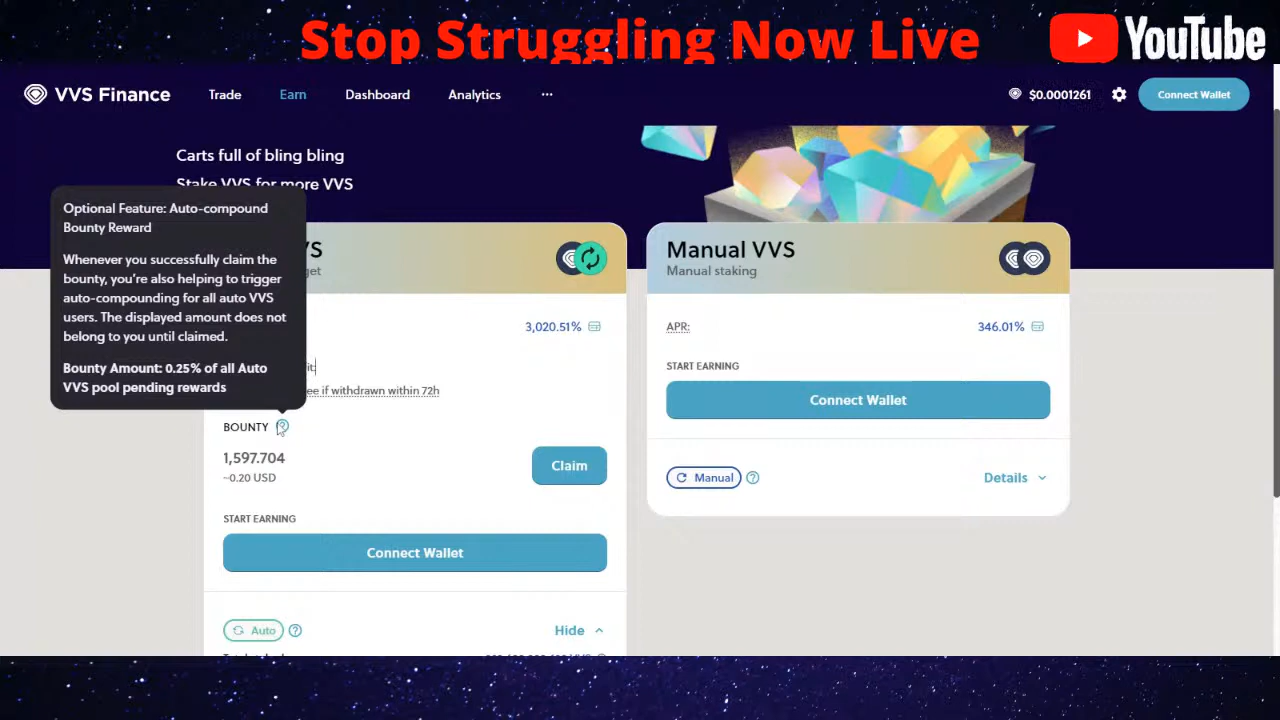 Stop Struggling Now Live
YouTube
VVS Finance
Trade
Earn
Dashboard
Analytics
...
$0.0001261
Connect Wallet
Carts full of bling bling
Stake VVS for more VVS
Optional Feature: Auto-compound
Bounty Reward
Whenever you successfully claim the
bounty, you're also helping to trigger
auto-compounding for all auto VVS
users. The displayed amount does not
belong to you until claimed.
Bounty Amount: 0.25% of all Auto
VVS pool pending rewards
3,020.51%
if withdrawn within 72h
BOUNTY
1,597.704
~0.20 USD
Claim
START EARNING
Connect Wallet
Auto
Hide
Manual VVS
Manual staking
APR:
346.01%
START EARNING
Connect Wallet
Manual
Details